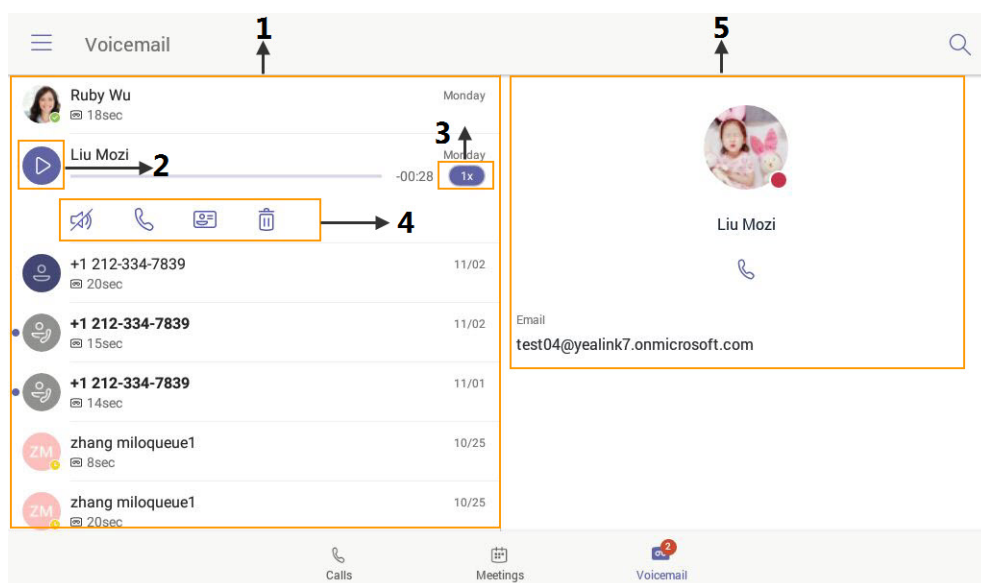 1
5
Voicemail
Ruby Wu
Monday
18sec
3
Liu Mozi
Monday
2
-00:28
1x
4
Liu Mozi
+1 212-334-7839
11/02
20sec
+1 212-334-7839
11/02
15sec
Email
test04@yealink7.onmicrosoft.com
+1 212-334-7839
11/01
14sec
ZM
zhang miloqueue1
10/25
8sec
ZM
zhang miloqueue1
10/25
20sec
2
Calls
Meetings
Voicemail